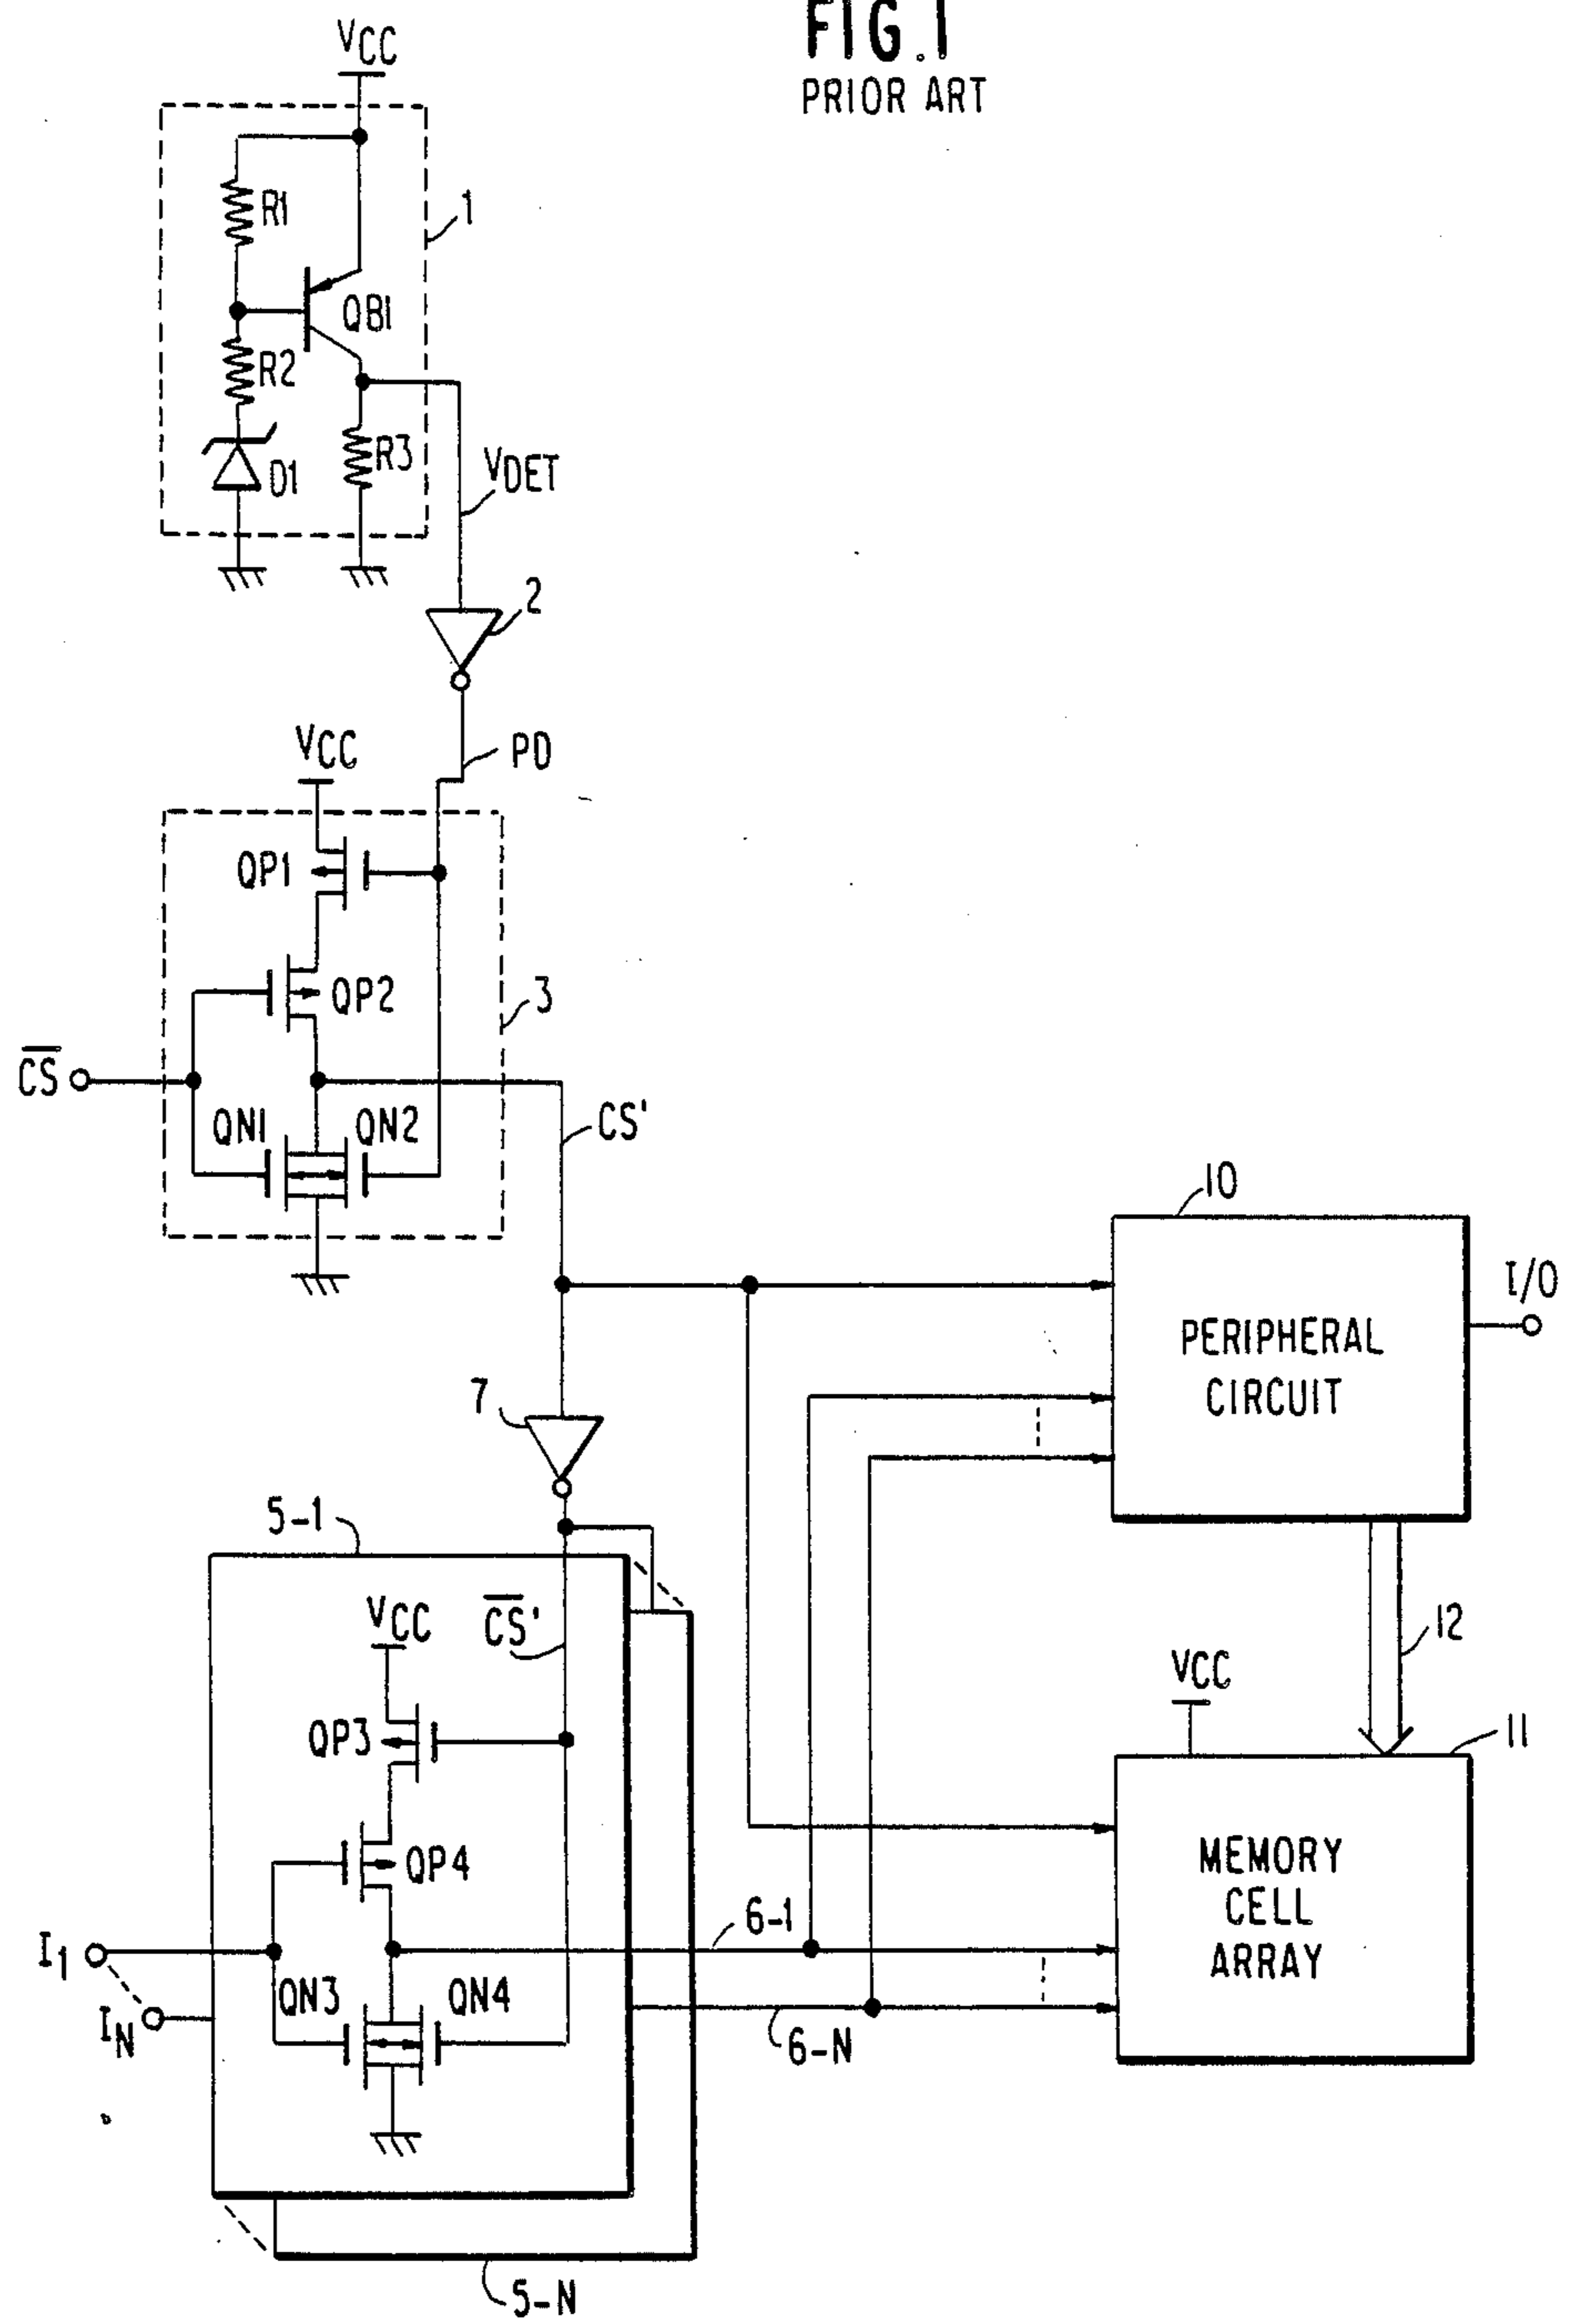 FIG.1
PRIOR ART
VCC
R1
1
QB1
R2
R3
D1
VDET
2
PD
VCC
QP1
QP2
3
CS
QN1
QN2
CS'
10
I/O
PERIPHERAL
CIRCUIT
7
5-1
VCC
CS'
12
VCC
QP3
11
QP4
MEMORY
CELL
ARRAY
6-1
I1
QN3
QN4
IN
6-N
5-N